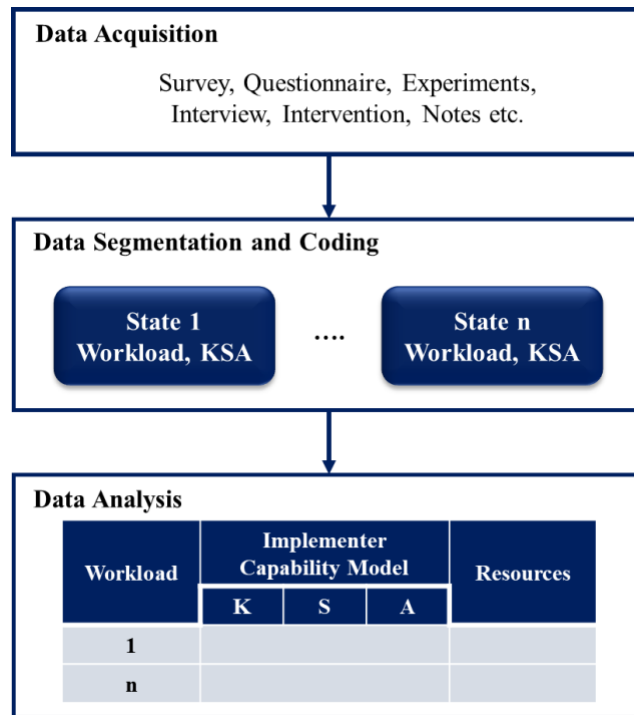 Data Acquisition
Survey, Questionnaire, Experiments,
Interview, Intervention, Notes etc.
Data Segmentation and Coding
State 1
Workload, KSA
....
State n
Workload, KSA
Data Analysis
Workload
Implementer
Capability Model
Resources
K S A
1
n